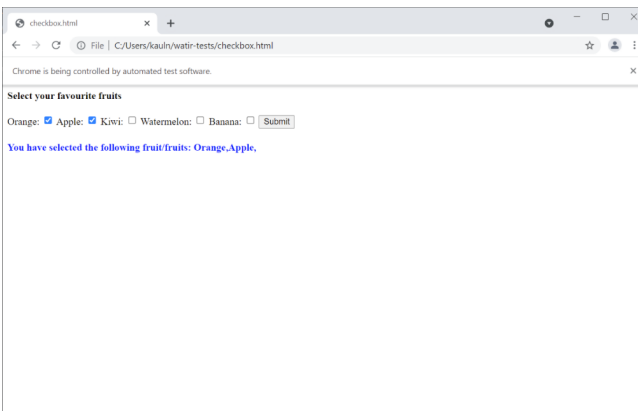 checkbox.html
File | C:/Users/kauln/watir-tests/checkbox.html
Chrome is being controlled by automated test software.
Select your favourite fruits
Orange: Apple: Kiwi: Watermelon: Banana: Submit
You have selected the following fruit/fruits: Orange,Apple,